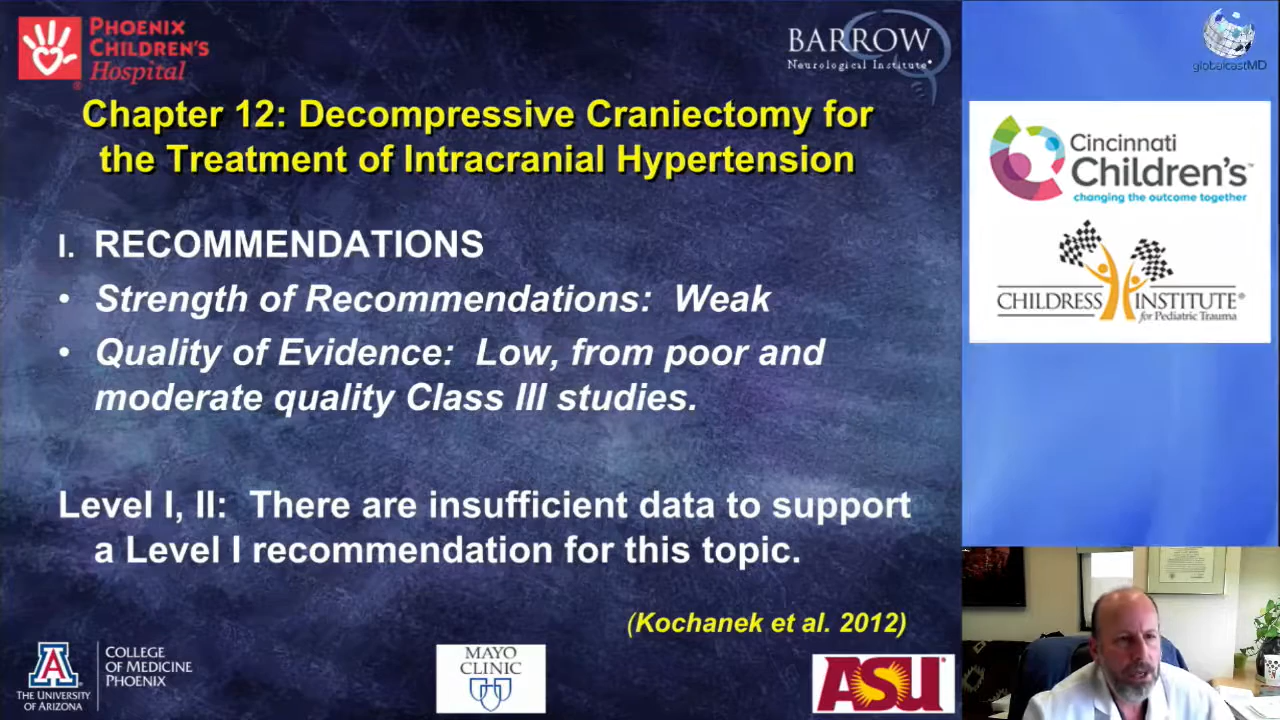 PHOENIX
CHILDREN'S
Hospital
BARROW
Neurological Institute®
globalcastMD
Chapter 12: Decompressive Craniectomy for
the Treatment of Intracranial Hypertension
Cincinnati
Children's™
changing the outcome together
I. RECOMMENDATIONS
• Strength of Recommendations: Weak
• Quality of Evidence: Low, from poor and
moderate quality Class III studies.
CHILDRESS INSTITUTE®
for Pediatric Trauma
Level I, II: There are insufficient data to support
a Level I recommendation for this topic.
(Kochanek et al. 2012)
A
THE UNIVERSITY
OF ARIZONA
COLLEGE
OF MEDICINE
PHOENIX
MAYO
CLINIC
ASU